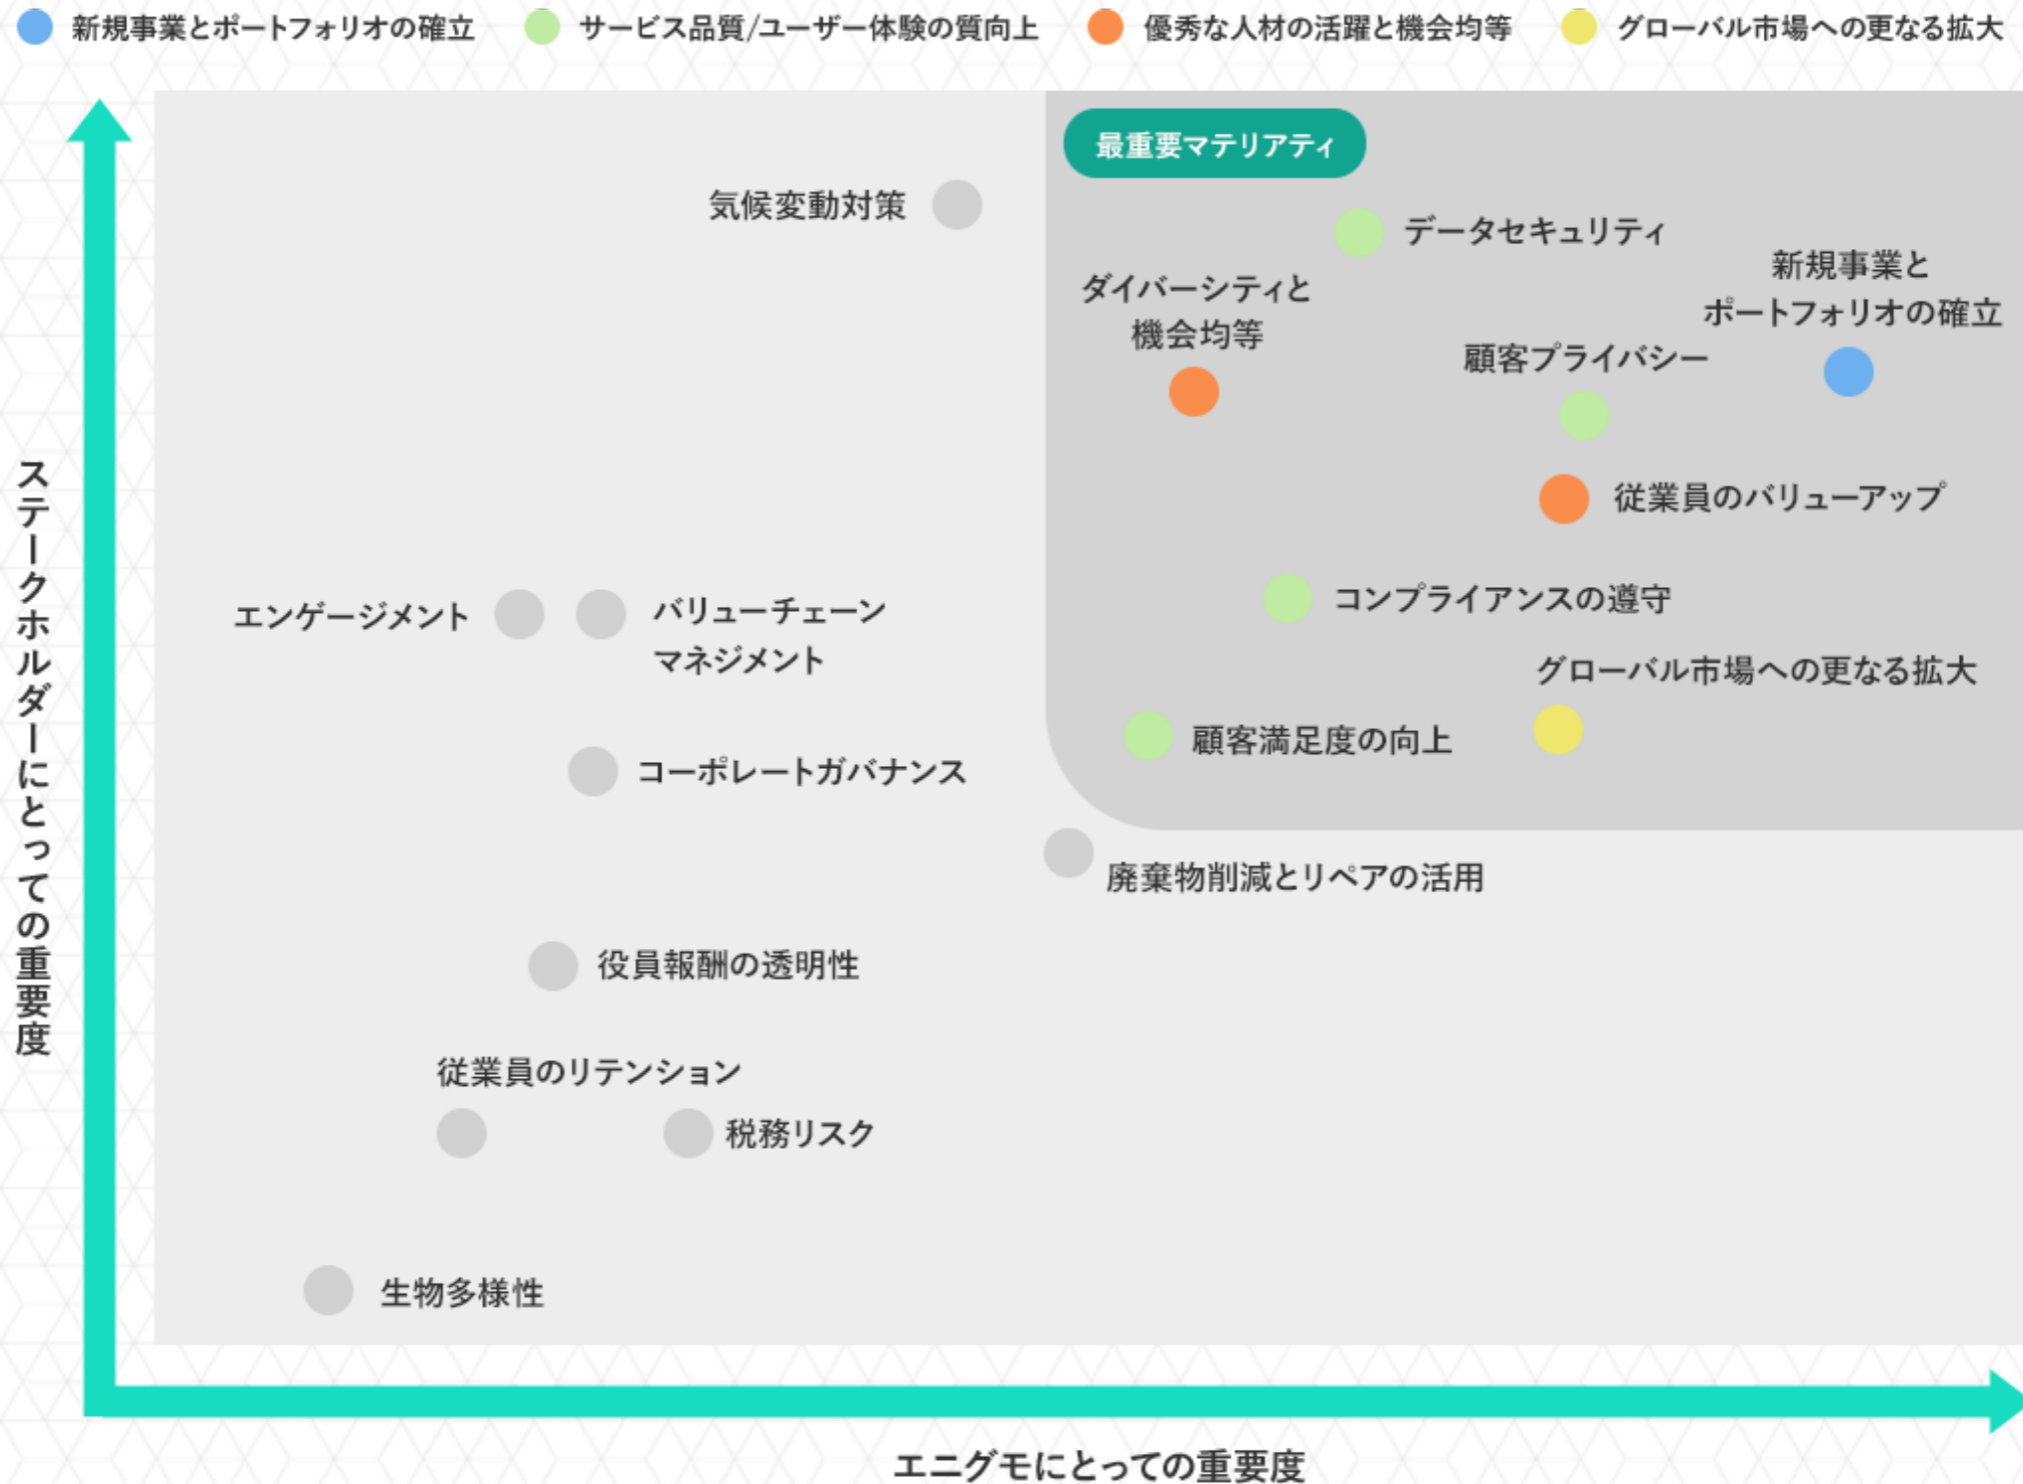 新規事業とポートフォリオの確立
サービス品質/ユーザー体験の質向上
優秀な人材の活躍と機会均等
グローバル市場への更なる拡大
最重要マテリアティ
気候変動対策
データセキュリティ
新規事業と
ポートフォリオの確立
ダイバーシティと
機会均等
顧客プライバシー
従業員のバリューアップ
エンゲージメント
バリューチェーン
マネジメント
コンプライアンスの遵守
グローバル市場への更なる拡大
顧客満足度の向上
コーポレートガバナンス
廃棄物削減とリペアの活用
役員報酬の透明性
従業員のリテンション
税務リスク
生物多様性
ステークホルダーにとっての重要度
エニグモにとっての重要度